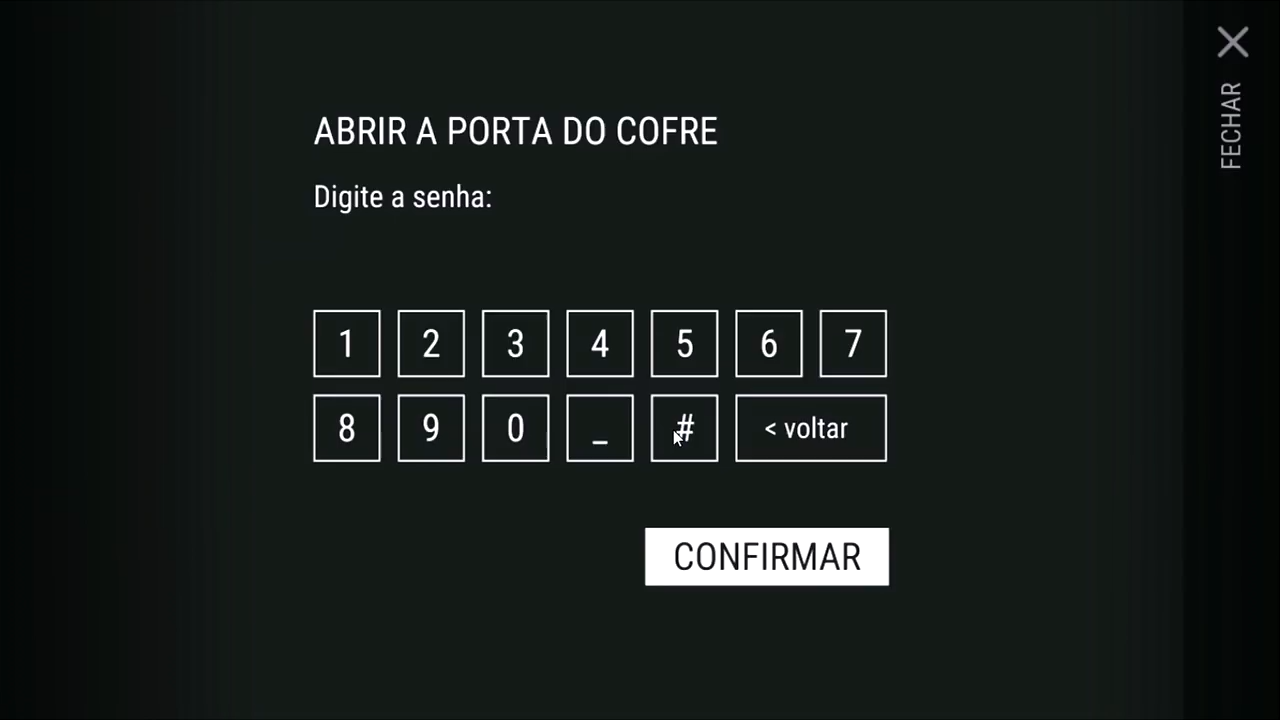 ABRIR A PORTA DO COFRE
Digite a senha:
1 2 3 4 5 6 7
8 9 0 _ # < voltar
CONFIRMAR
FECHAR